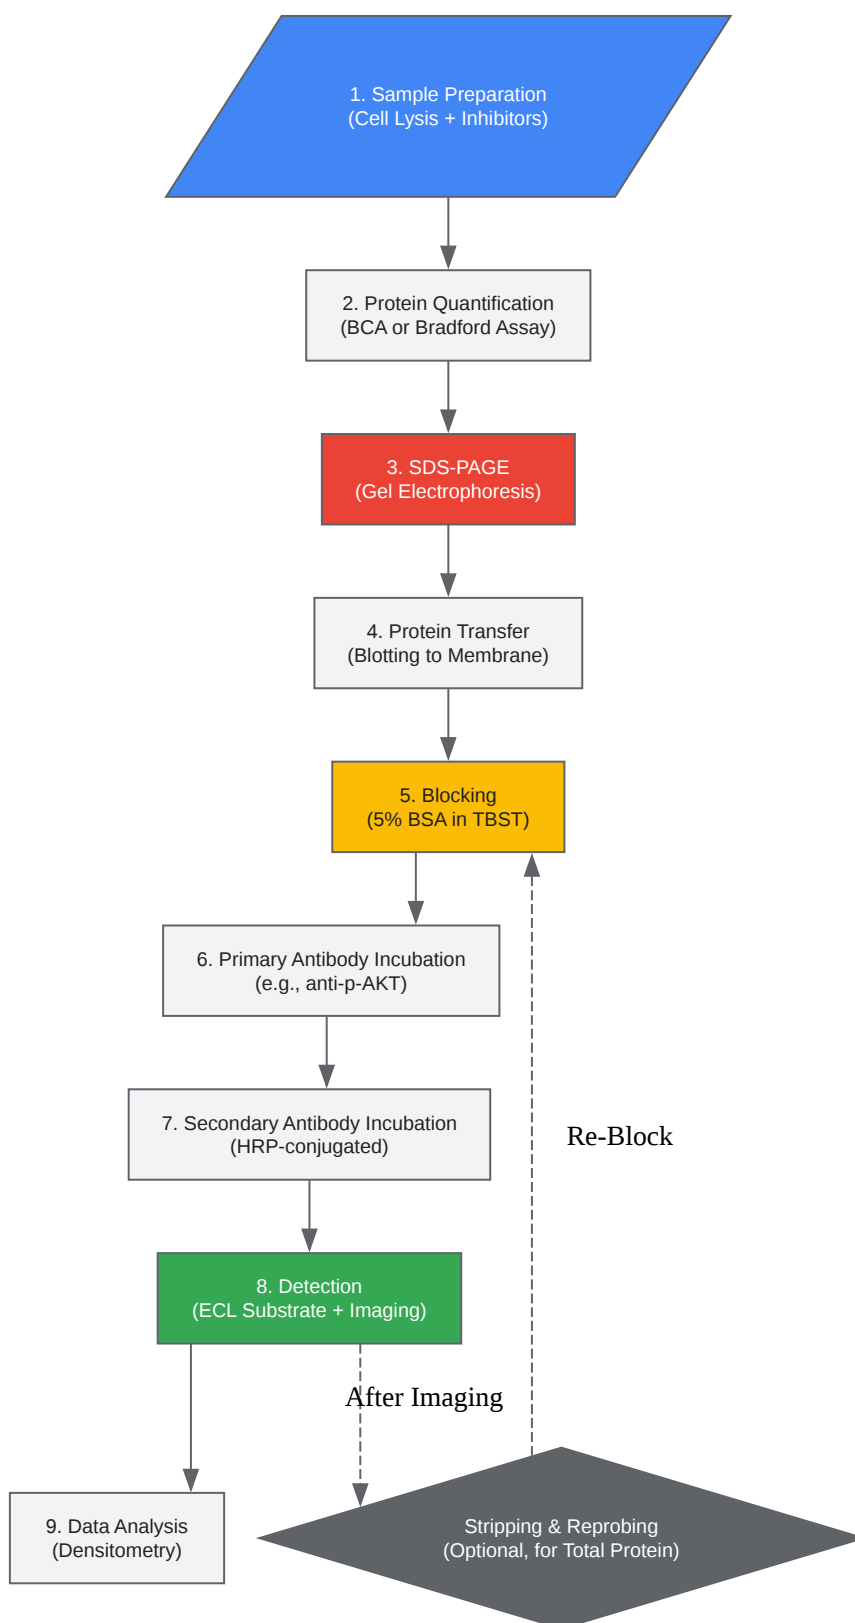 1. Sample Preparation
(Cell Lysis + Inhibitors)
2. Protein Quantification
(BCA or Bradford Assay)
3. SDS-PAGE
(Gel Electrophoresis)
4. Protein Transfer
(Blotting to Membrane)
5. Blocking
(5% BSA in TBST)
6. Primary Antibody Incubation
(e.g., anti-p-AKT)
7. Secondary Antibody Incubation
(HRP-conjugated)
Re-Block
8. Detection
(ECL Substrate + Imaging)
After Imaging
9. Data Analysis
(Densitometry)
Stripping & Reprobing
(Optional, for Total Protein)